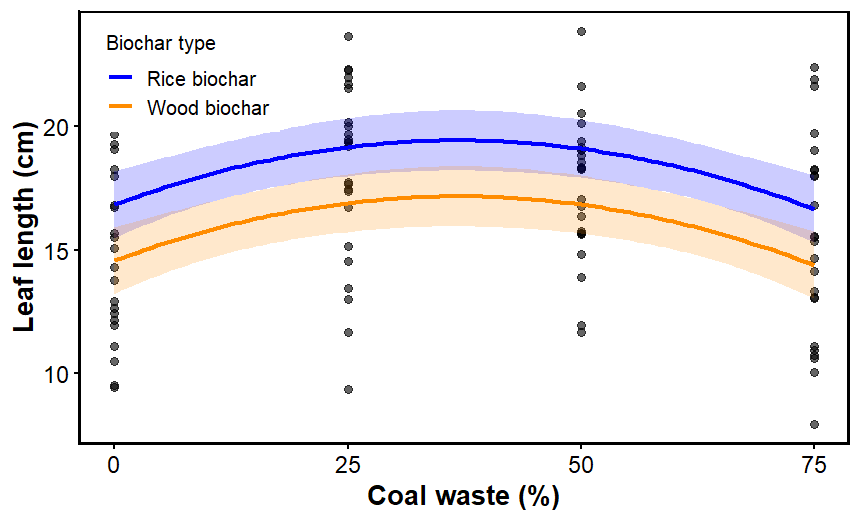 Biochar type
Rice biochar
Wood biochar
Leaf length (cm)
20
15
10
0 25 50 75
Coal waste (%)